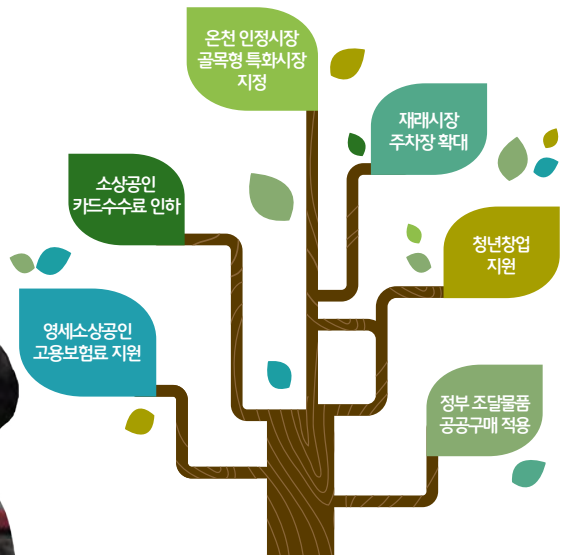 온천 인정시장
골목형 특화시장
지정
재래시장
주차장 확대
소상공인
카드수수료 인하
청년창업
지원
영세소상공인
고용보험료 지원
정부 조달물품
공공구매 적용